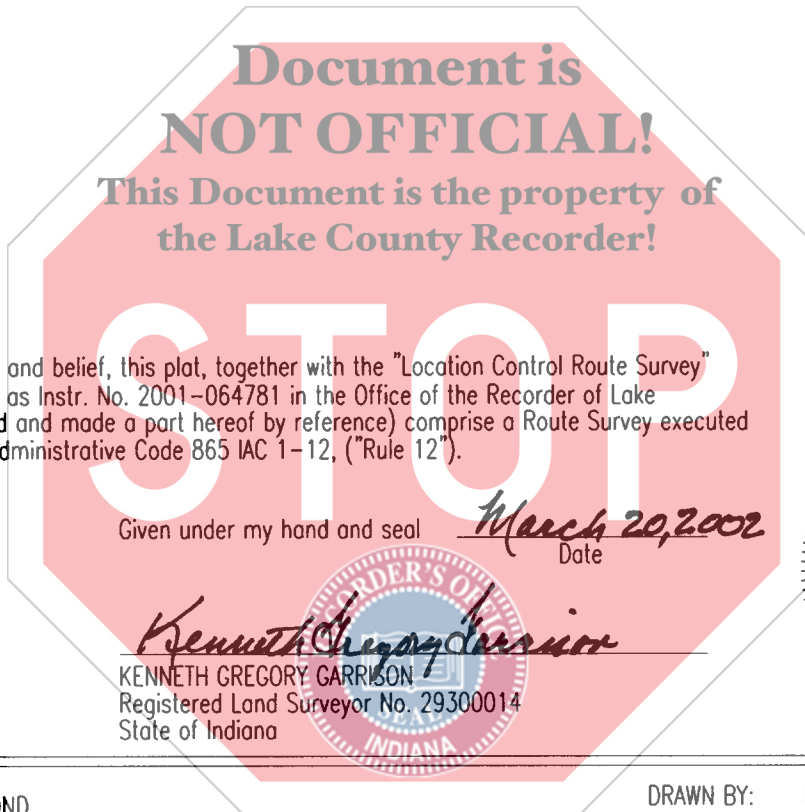 Document is
NOT OFFICIAL!
This Document is the property of
the Lake County Recorder!
STOP
and belief, this plat, together with the "Location Control Route Survey"
as Instr. No. 2001-064781 in the Office of the Recorder of Lake
d and made a part hereof by reference) comprise a Route Survey executed
dministrative Code 865 IAC 1-12, ("Rule 12").
Given under my hand and seal March 20, 2002
Date
Kenneth Gregory Garrison
KENNETH GREGORY GARRISON
Registered Land Surveyor No. 29300014
State of Indiana
SEAL
INDIANA
DRAWN BY: